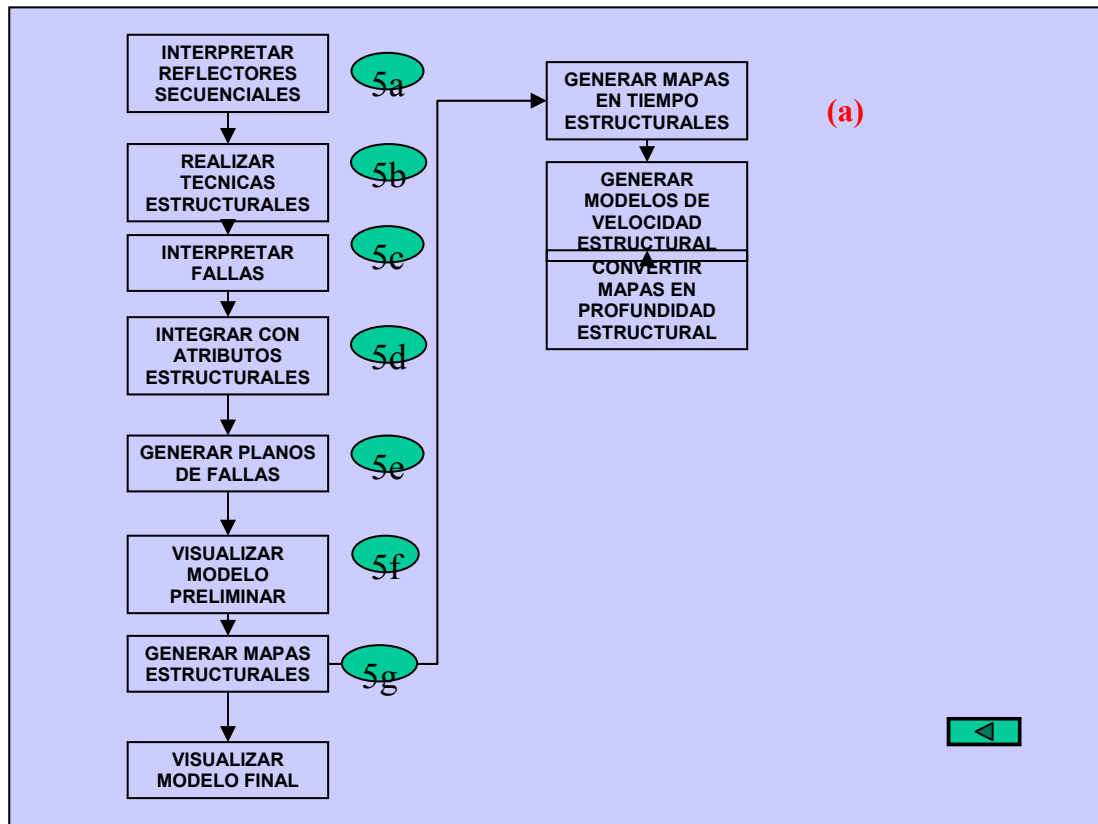 INTERPRETAR
REFLECTORES
SECUENCIALES
5a
REALIZAR
TECNICAS
ESTRUCTURALES
5b
INTERPRETAR
FALLAS
5c
INTEGRAR CON
ATRIBUTOS
ESTRUCTURALES
5d
GENERAR PLANOS
DE FALLAS
5e
VISUALIZAR
MODELO
PRELIMINAR
5f
GENERAR MAPAS
ESTRUCTURALES
5g
VISUALIZAR
MODELO FINAL
GENERAR MAPAS
EN TIEMPO
ESTRUCTURALES
(a)
GENERAR
MODELOS DE
VELOCIDAD
ESTRUCTURAL
CONVERTIR
MAPAS EN
PROFUNDIDAD
ESTRUCTURAL